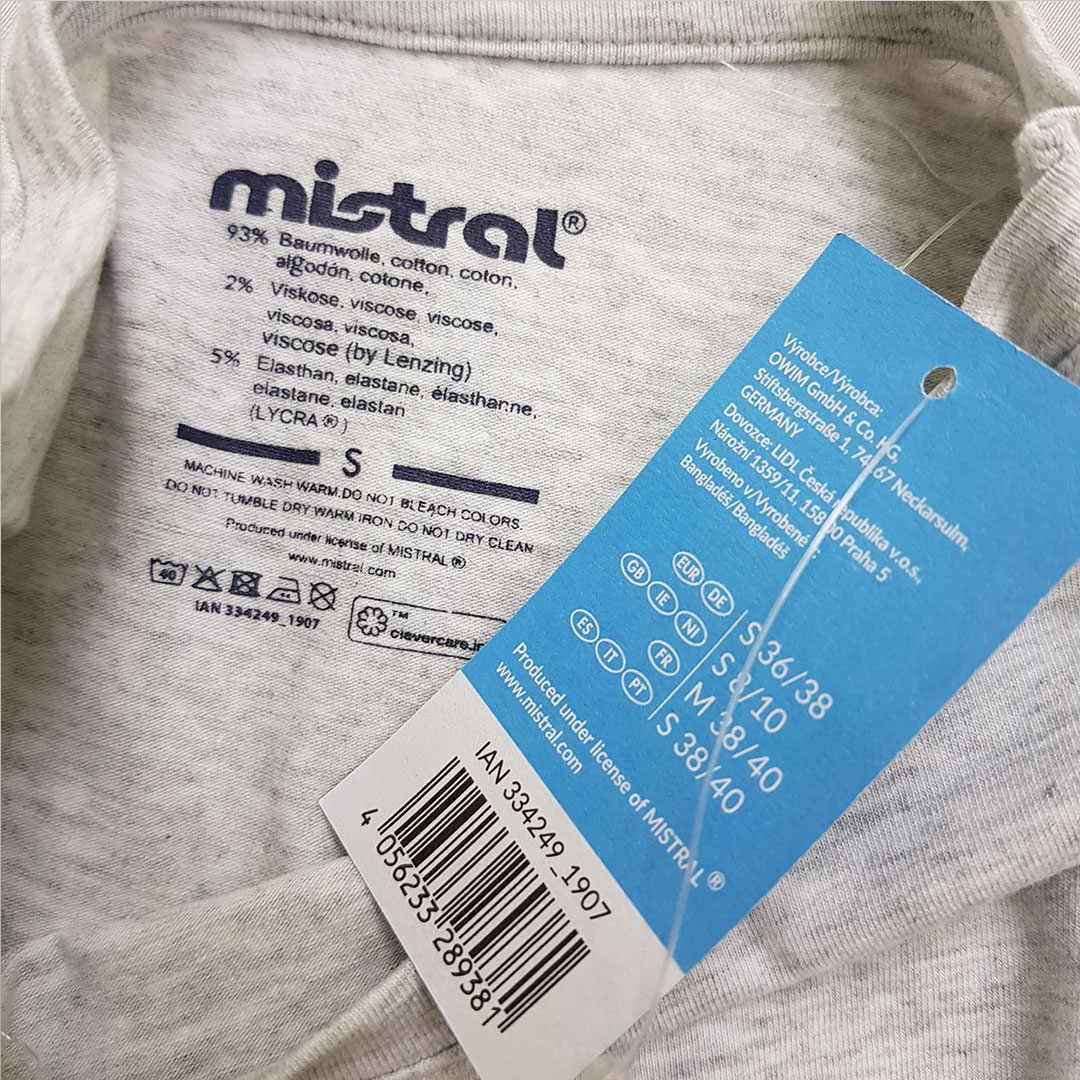 mistral®
93% Baumwolle, cotton, coton,
algodón, cotone,
2% Viskose, viscose, viscose,
viscosa, viscosa,
viscose (by Lenzing)
5% Elasthan, elastane, élasthanne,
elastane, elastan
(LYCRA®)
S
MACHINE WASH WARM.DO NOT BLEACH COLORS.
DO NOT TUMBLE DRY WARM IRON DO NOT DRY CLEAN
Produced under license of MISTRAL®
www.mistral.com
40
IAN 334249_1907
™
clevercare.in
Výrobce/Výrobca:
OWIM GmbH & Co. KG,
Stiftsbergstraße 1, 74167 Neckarsulm,
GERMANY
Dovozce: LIDL Česká republika v.o.s.,
Nárožní 1359/11, 158 00 Praha 5
Vyrobeno v/Vyrobené
Bangladéš/Bangladéš
EUR DE S 36/38
GB IE NI S 8/10
FR M 38/40
ES IT PT S 38/40
Produced under license of MISTRAL®
www.mistral.com
IAN 334249_1907
4 056233 289381